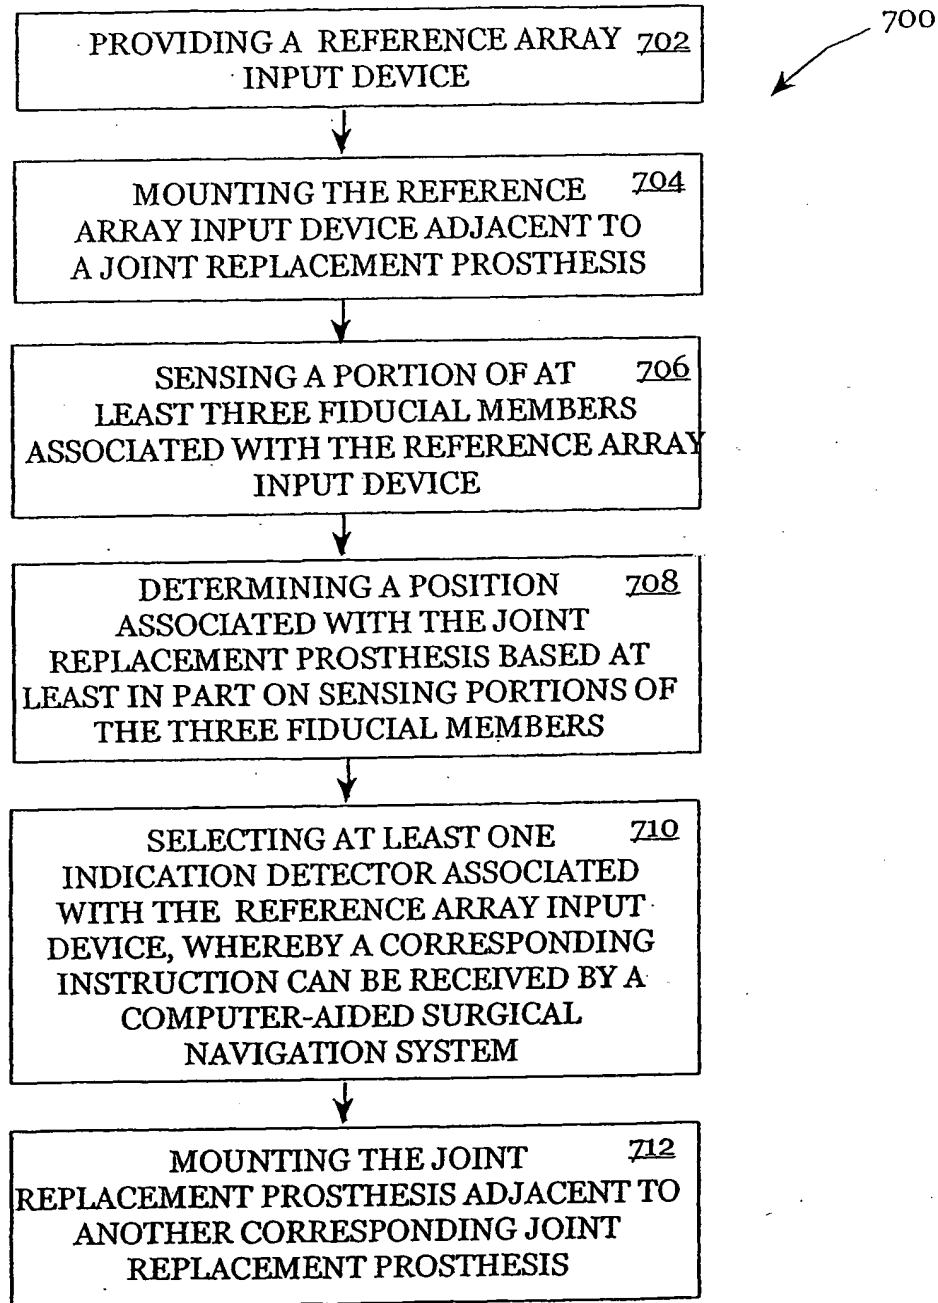 700
PROVIDING A REFERENCE ARRAY 702
INPUT DEVICE
MOUNTING THE REFERENCE 704
ARRAY INPUT DEVICE ADJACENT TO
A JOINT REPLACEMENT PROSTHESIS
SENSING A PORTION OF AT 706
LEAST THREE FIDUCIAL MEMBERS
ASSOCIATED WITH THE REFERENCE ARRAY
INPUT DEVICE
DETERMINING A POSITION 708
ASSOCIATED WITH THE JOINT
REPLACEMENT PROSTHESIS BASED AT
LEAST IN PART ON SENSING PORTIONS OF
THE THREE FIDUCIAL MEMBERS
SELECTING AT LEAST ONE 710
INDICATION DETECTOR ASSOCIATED
WITH THE REFERENCE ARRAY INPUT
DEVICE, WHEREBY A CORRESPONDING
INSTRUCTION CAN BE RECEIVED BY A
COMPUTER-AIDED SURGICAL
NAVIGATION SYSTEM
MOUNTING THE JOINT 712
REPLACEMENT PROSTHESIS ADJACENT TO
ANOTHER CORRESPONDING JOINT
REPLACEMENT PROSTHESIS